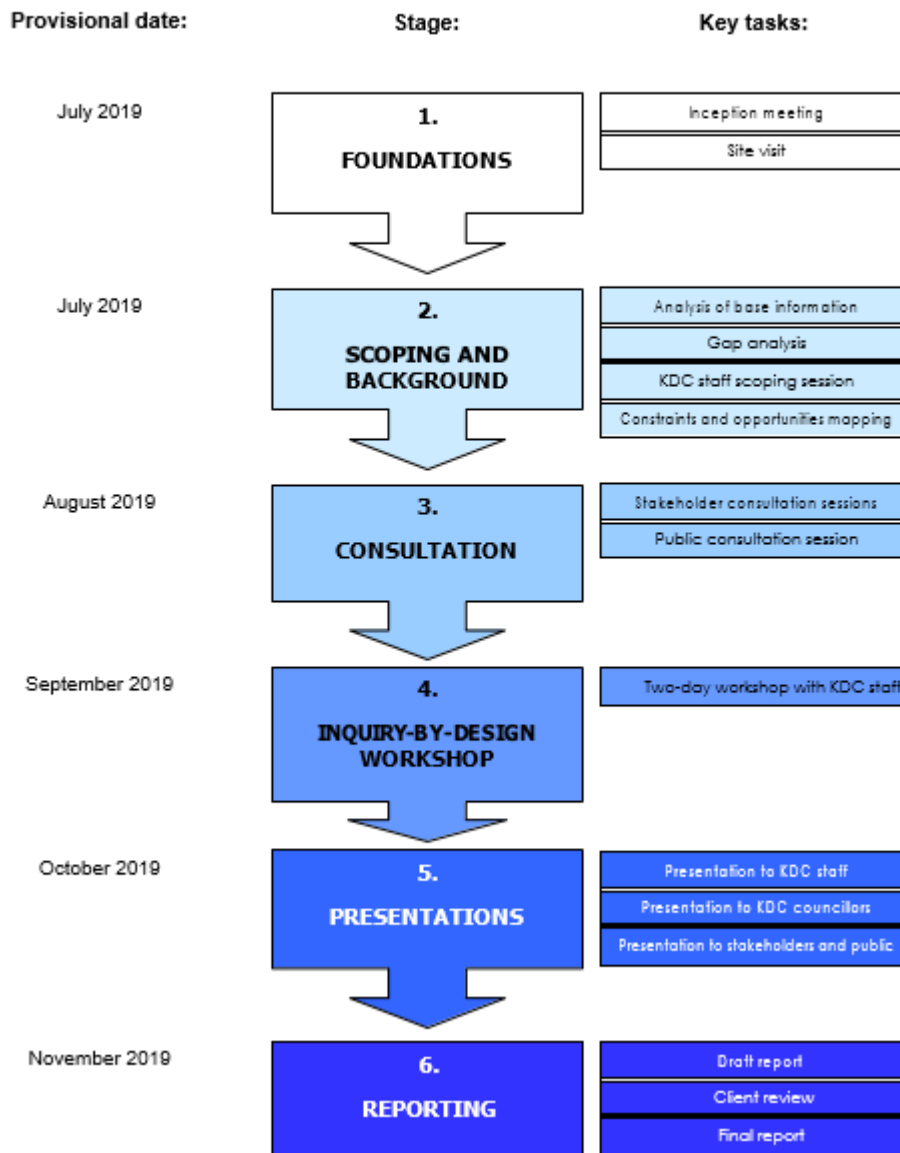 Provisional date:
Stage:
Key tasks:
July 2019
1.
FOUNDATIONS
Inception meeting
Site visit
July 2019
2.
SCOPING AND
BACKGROUND
Analysis of base information
Gap analysis
KDC staff scoping session
Constraints and opportunities mapping
August 2019
3.
CONSULTATION
Stakeholder consultation sessions
Public consultation session
September 2019
4.
INQUIRY-BY-DESIGN
WORKSHOP
Two-day workshop with KDC staff
October 2019
5.
PRESENTATIONS
Presentation to KDC staff
Presentation to KDC councillors
Presentation to stakeholders and public
November 2019
6.
REPORTING
Draft report
Client review
Final report